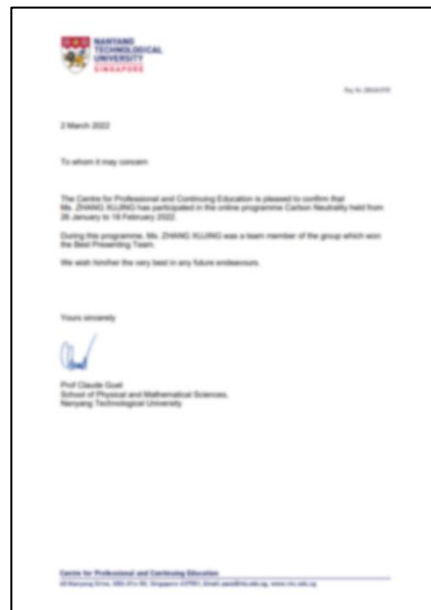 NANYANG
TECHNOLOGICAL
UNIVERSITY
SINGAPORE
2 March 2022
To whom it may concern
The Centre for Professional and Continuing Education is pleased to confirm that
Ms. ZHANG XUJING has participated in the online programme Carbon Neutrality held from
to 2022.
During this programme, Ms. ZHANG XUJING was a team member of the group which won
the Best Presenting Team.
We wish him/her the very best in any future endeavours.
Yours sincerely
Prof Claude Guet
School of Physical and Mathematical Sciences,
Nanyang Technological University
Centre for Professional and Continuing Education